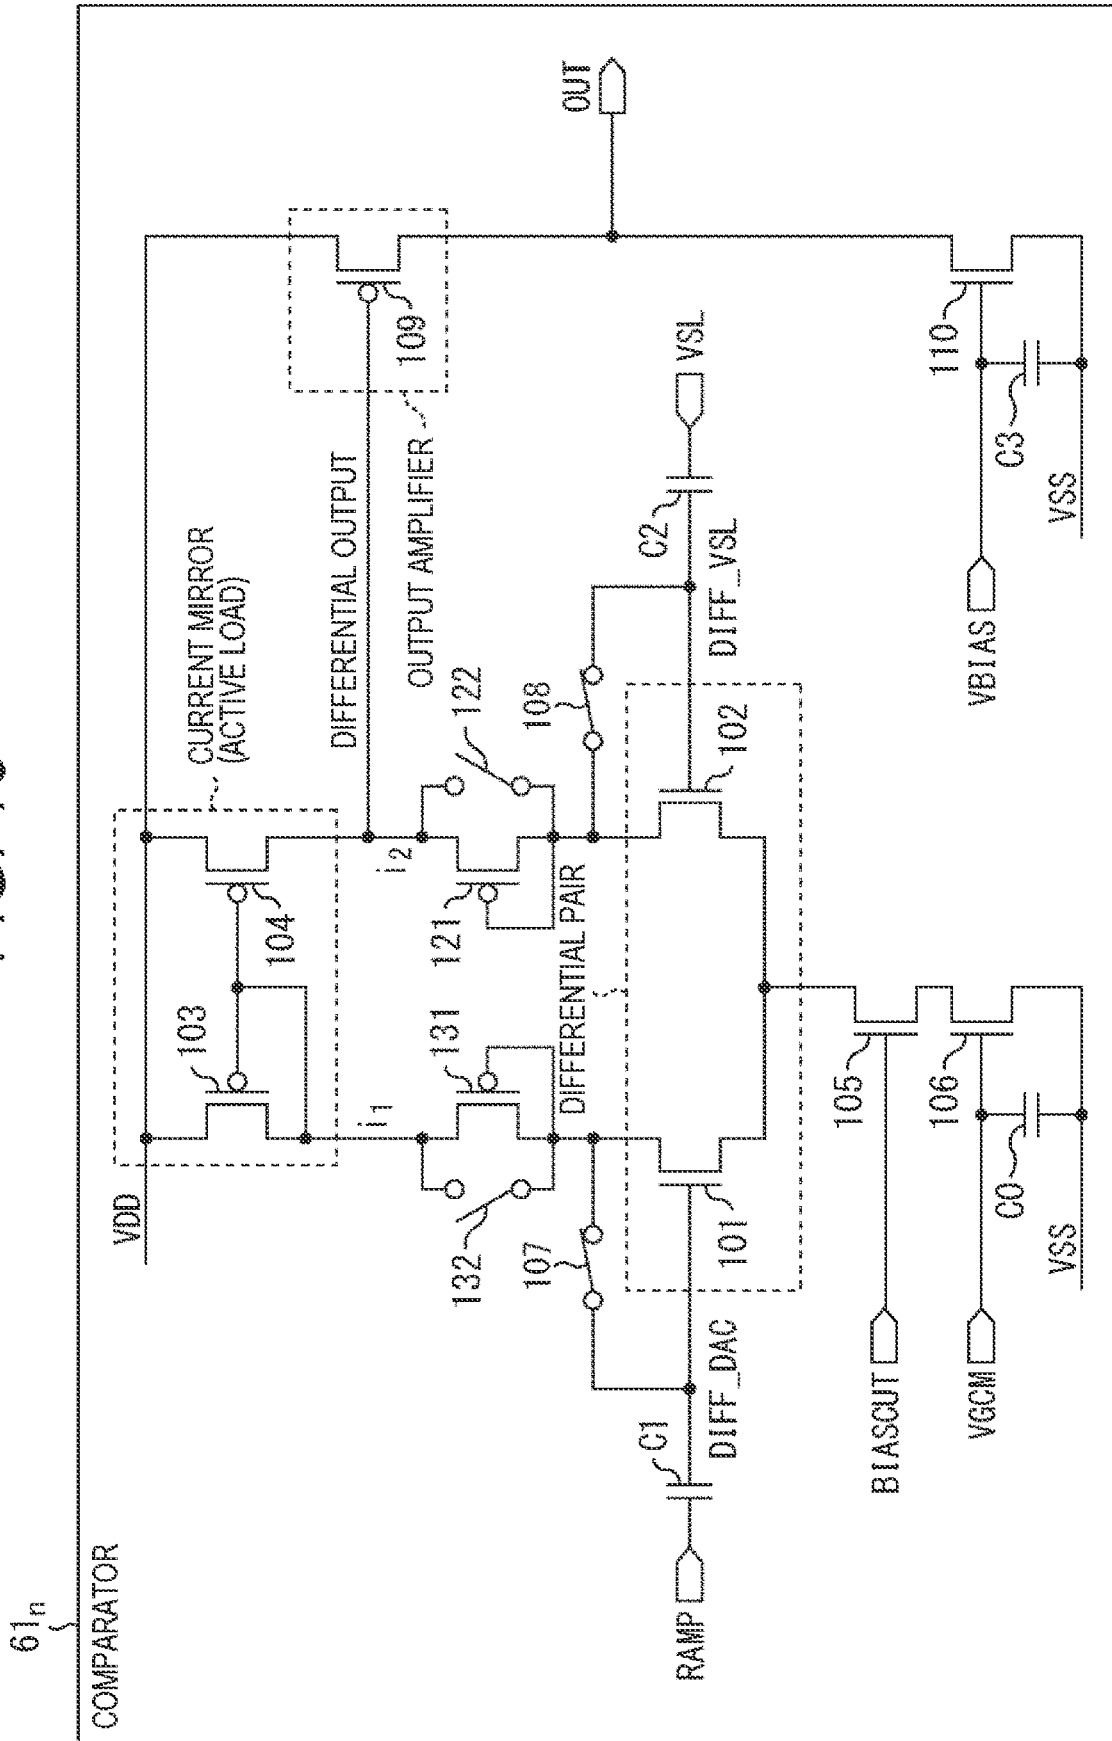 61n
COMPARATOR
VDD
CURRENT MIRROR
(ACTIVE LOAD)
103
104
DIFFERENTIAL OUTPUT
109
OUTPUT AMPLIFIER
OUT
i1
i2
132
131
121
122
107
108
DIFFERENTIAL PAIR
RAMP
C1
DIFF_DAC
101
102
DIFF_VSL
C2
VSL
BIASCUT
105
VGCM
106
C0
VSS
VBIAS
110
C3
VSS